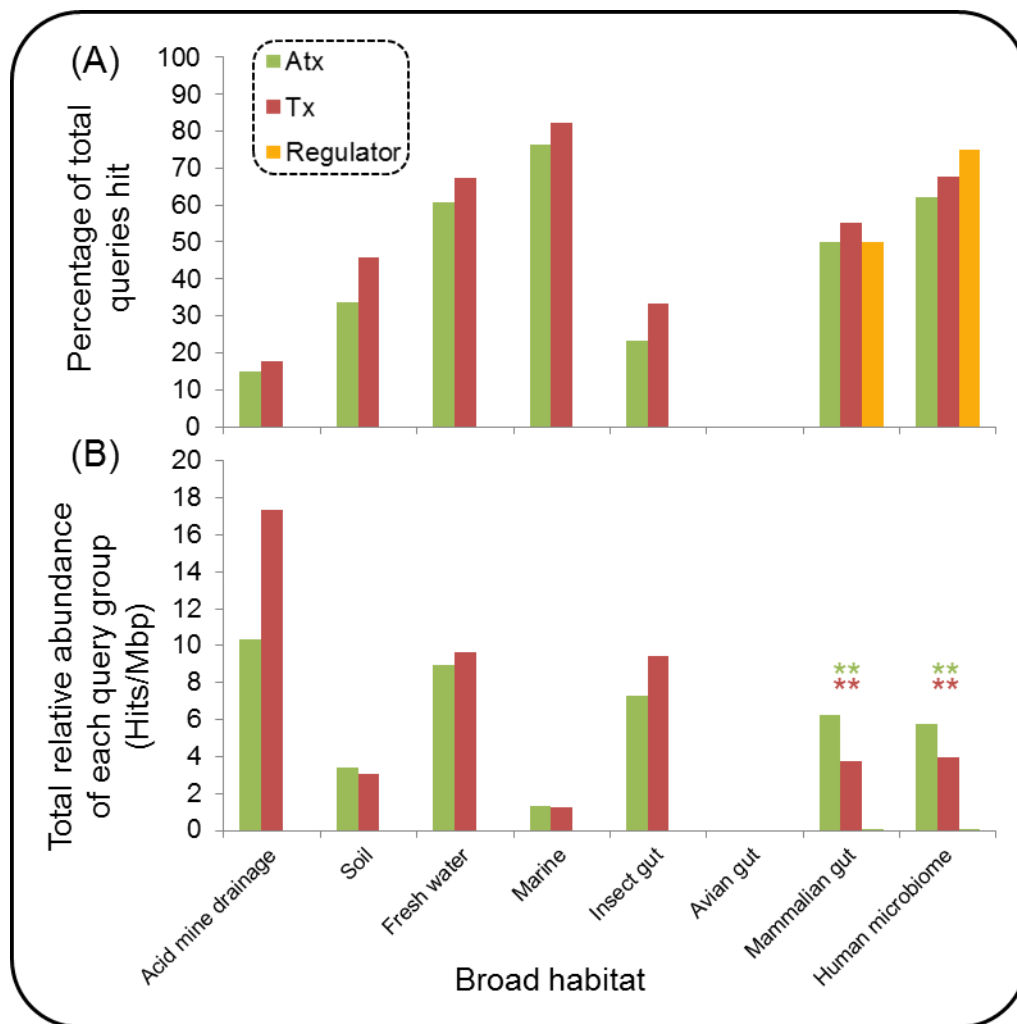 (A)
Percentage of total
queries hit
100
90
80
70
60
50
40
30
20
10
0
Atx
Tx
Regulator
(B)
Total relative abundance
of each query group
(Hits/Mbp)
20
18
16
14
12
10
8
6
4
2
0
** **
** **
Acid mine drainage
Soil
Fresh water
Marine
Insect gut
Avian gut
Mammalian gut
Human microbiome
Broad habitat